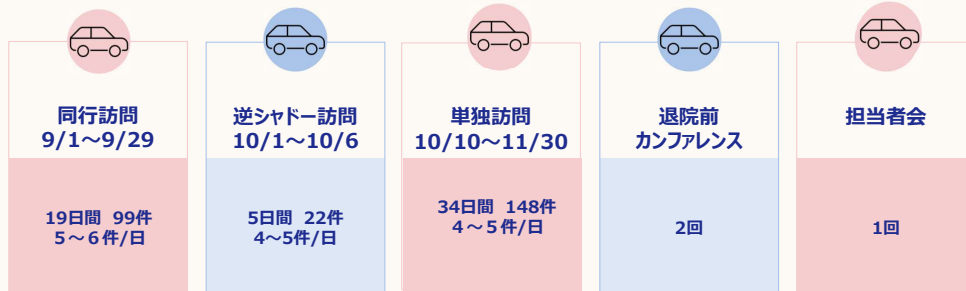 同行訪問
9/1～9/29
19日間 99件
5～6件/日
逆シャドー訪問
10/1～10/6
5日間 22件
4～5件/日
単独訪問
10/10～11/30
34日間 148件
4～5件/日
退院前
カンファレンス
2回
担当者会
1回